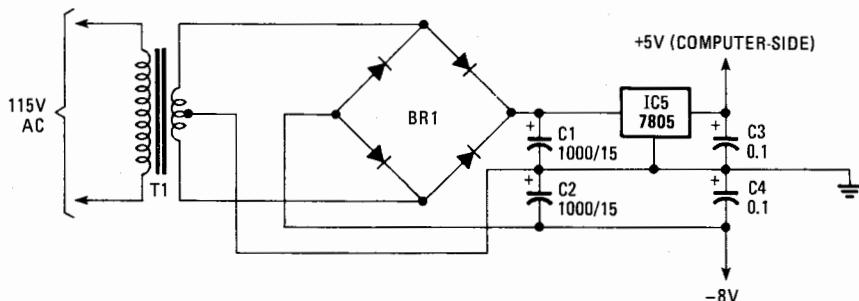 115V
AC
T1
BR1
+
C1
1000/15
+
C2
1000/15
IC5
7805
+5V (COMPUTER-SIDE)
+
C3
0.1
+
C4
0.1
−8V